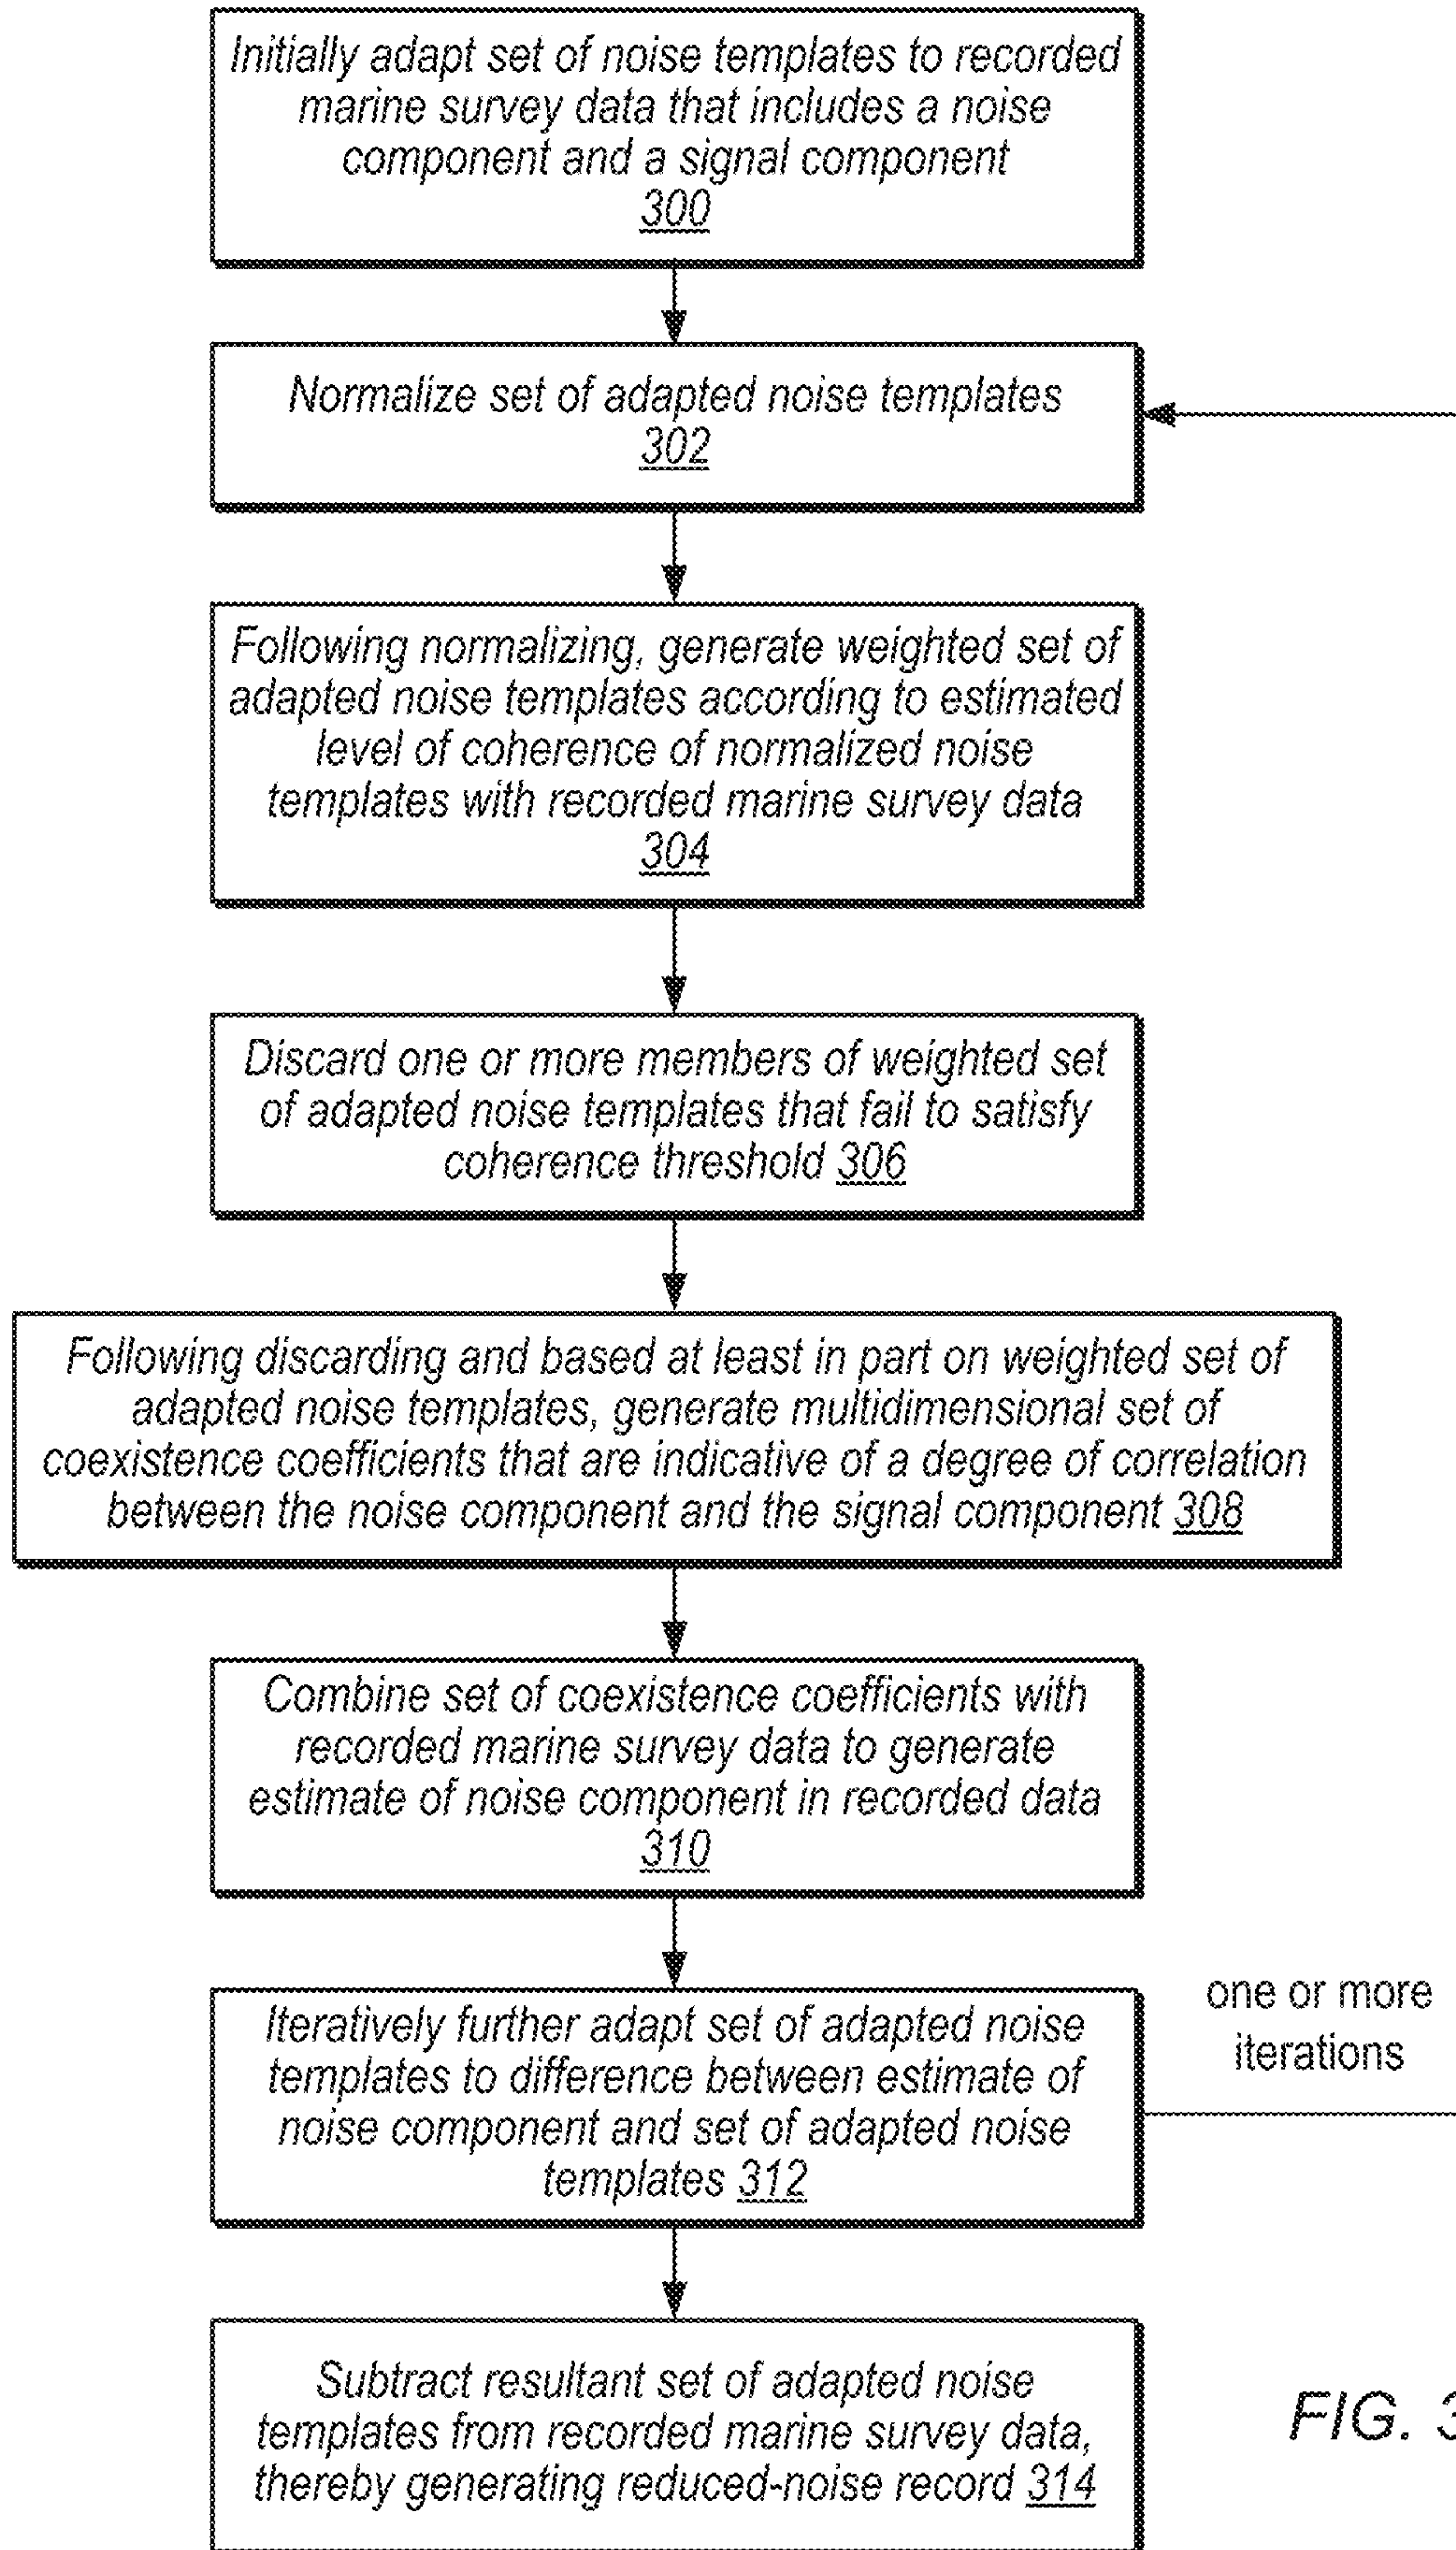 Initially adapt set of noise templates to recorded
marine survey data that includes a noise
component and a signal component
300
Normalize set of adapted noise templates
302
Following normalizing, generate weighted set of
adapted noise templates according to estimated
level of coherence of normalized noise
templates with recorded marine survey data
304
Discard one or more members of weighted set
of adapted noise templates that fail to satisfy
coherence threshold 306
Following discarding and based at least in part on weighted set of
adapted noise templates, generate multidimensional set of
coexistence coefficients that are indicative of a degree of correlation
between the noise component and the signal component 308
Combine set of coexistence coefficients with
recorded marine survey data to generate
estimate of noise component in recorded data
310
Iteratively further adapt set of adapted noise
templates to difference between estimate of
noise component and set of adapted noise
templates 312
one or more
iterations
Subtract resultant set of adapted noise
templates from recorded marine survey data,
thereby generating reduced-noise record 314
FIG. 3